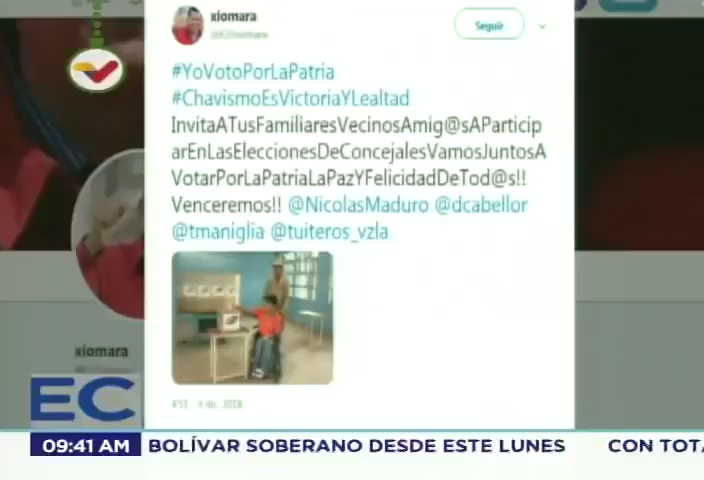 xiomara
Seguir
#YoVotoPorLaPatria
#ChavismoEsVictoriaYLealtad
InvitaATusFamiliaresVecinosAmig@sAParticip
arEnLasEleccionesDeConcejalesVamosJuntosA
VotarPorLaPatriaLaPazYFelicidadDeTod@s!!
Venceremos!! @NicolasMaduro @dcabellor
@tmaniglia @tuiteros_vzla
xiomara
EC
09:41 AM BOLÍVAR SOBERANO DESDE ESTE LUNES CON TOTA